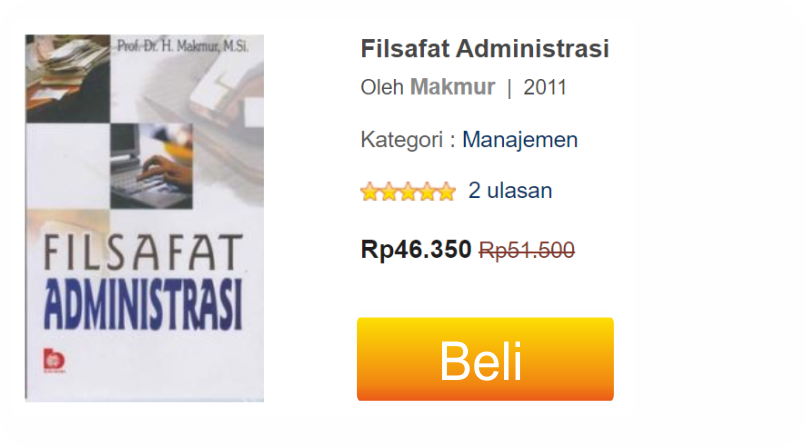 Prof. Dr. H. Makmur, M.Si.
FILSAFAT
ADMINISTRASI
Filsafat Administrasi
Oleh Makmur | 2011
Kategori : Manajemen
2 ulasan
Rp46.350 Rp51.500
Beli